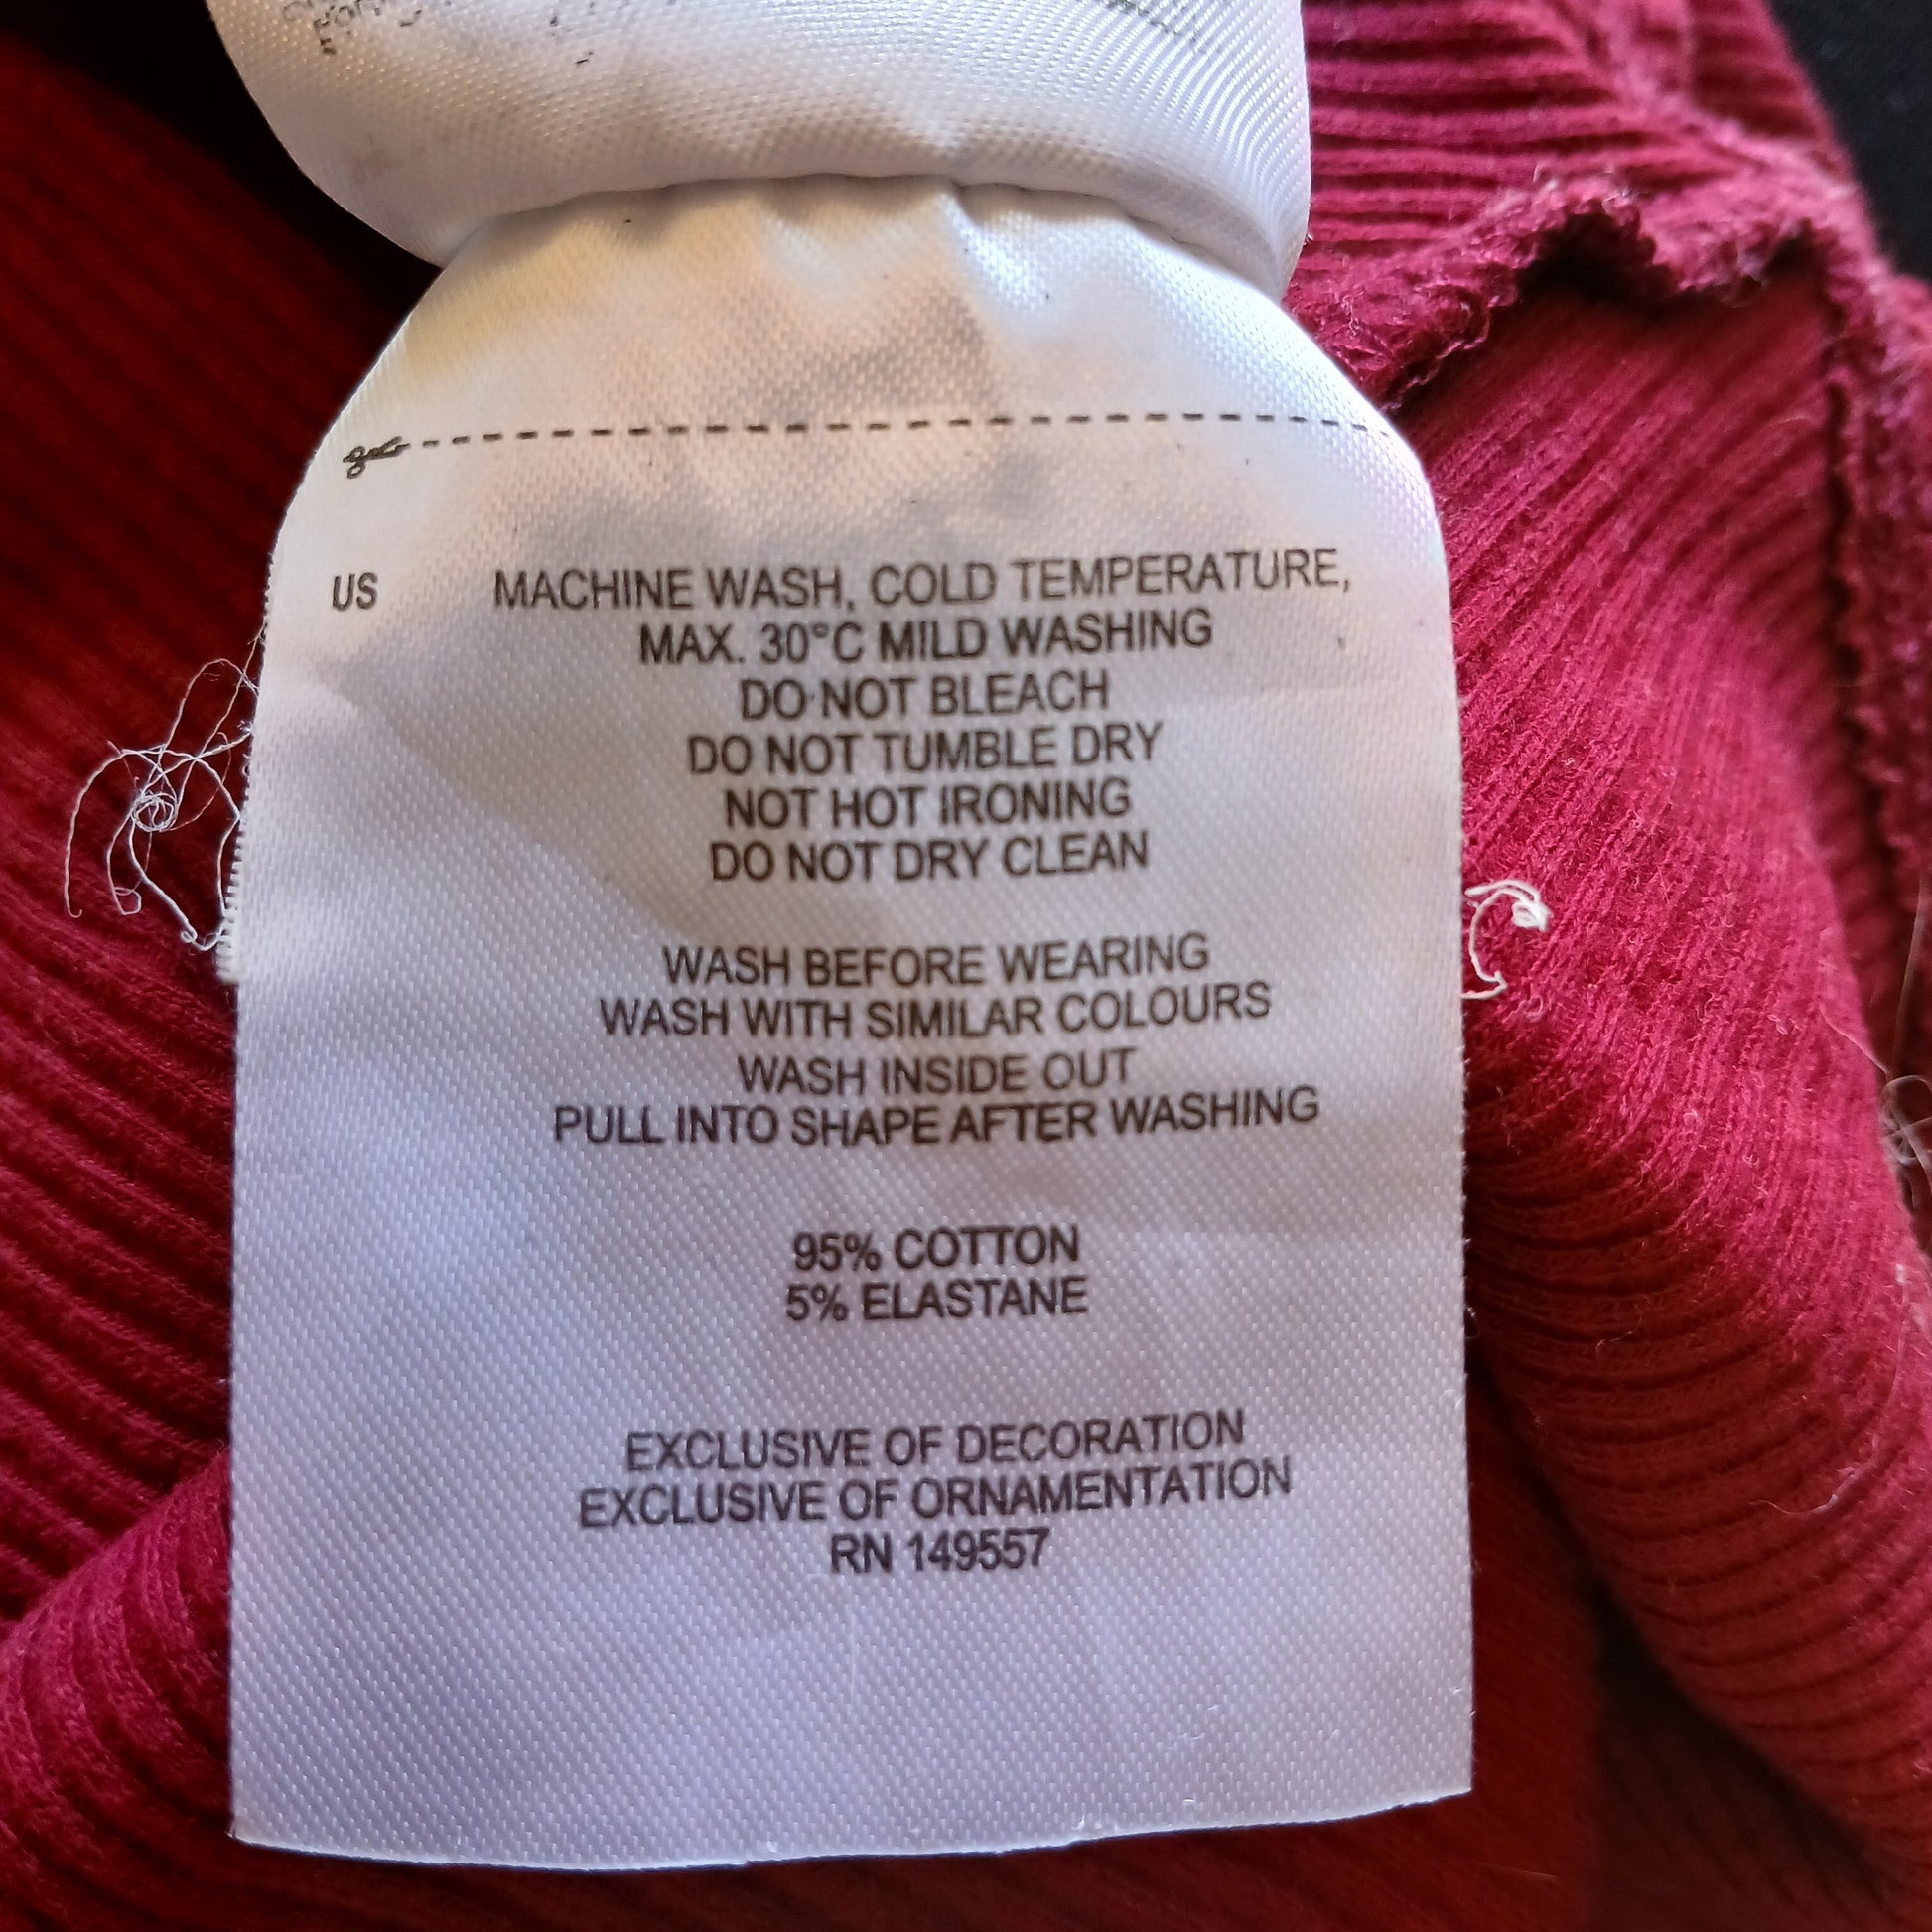 US MACHINE WASH, COLD TEMPERATURE,
MAX. 30°C MILD WASHING
DO NOT BLEACH
DO NOT TUMBLE DRY
NOT HOT IRONING
DO NOT DRY CLEAN
WASH BEFORE WEARING
WASH WITH SIMILAR COLOURS
WASH INSIDE OUT
PULL INTO SHAPE AFTER WASHING
95% COTTON
5% ELASTANE
EXCLUSIVE OF DECORATION
EXCLUSIVE OF ORNAMENTATION
RN 149557